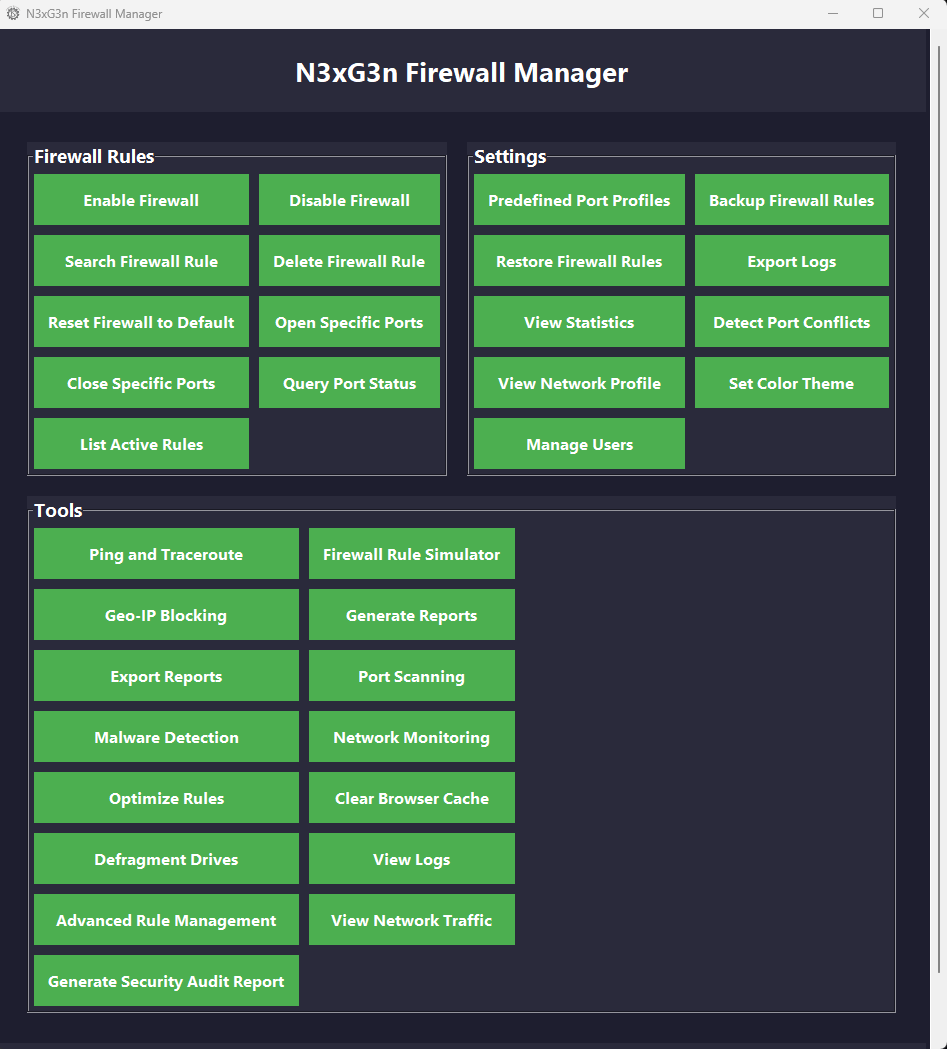 N3xG3n Firewall Manager
N3xG3n Firewall Manager
Firewall Rules
Enable Firewall
Disable Firewall
Search Firewall Rule
Delete Firewall Rule
Reset Firewall to Default
Open Specific Ports
Close Specific Ports
Query Port Status
List Active Rules
Settings
Predefined Port Profiles
Backup Firewall Rules
Restore Firewall Rules
Export Logs
View Statistics
Detect Port Conflicts
View Network Profile
Set Color Theme
Manage Users
Tools
Ping and Traceroute
Firewall Rule Simulator
Geo-IP Blocking
Generate Reports
Export Reports
Port Scanning
Malware Detection
Network Monitoring
Optimize Rules
Clear Browser Cache
Defragment Drives
View Logs
Advanced Rule Management
View Network Traffic
Generate Security Audit Report